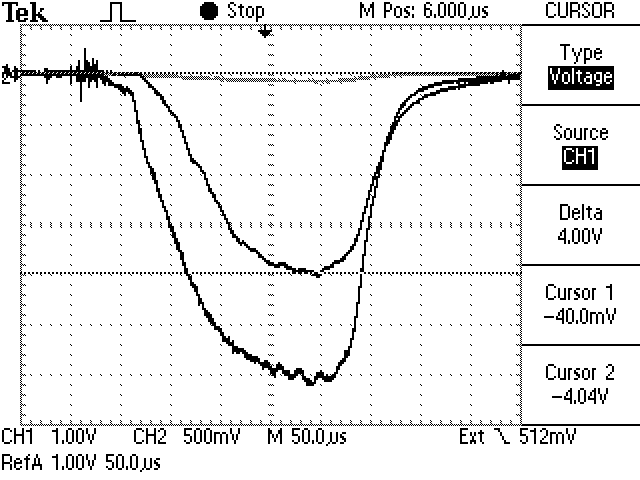 Tek Stop M Pos: 6.000µs CURSOR
Type
Voltage
Source
CH1
Delta
4.00V
Cursor 1
-40.0mV
Cursor 2
-4.04V
CH1 1.00V CH2 500mV M 50.0µs Ext 512mV
RefA 1.00V 50.0µs